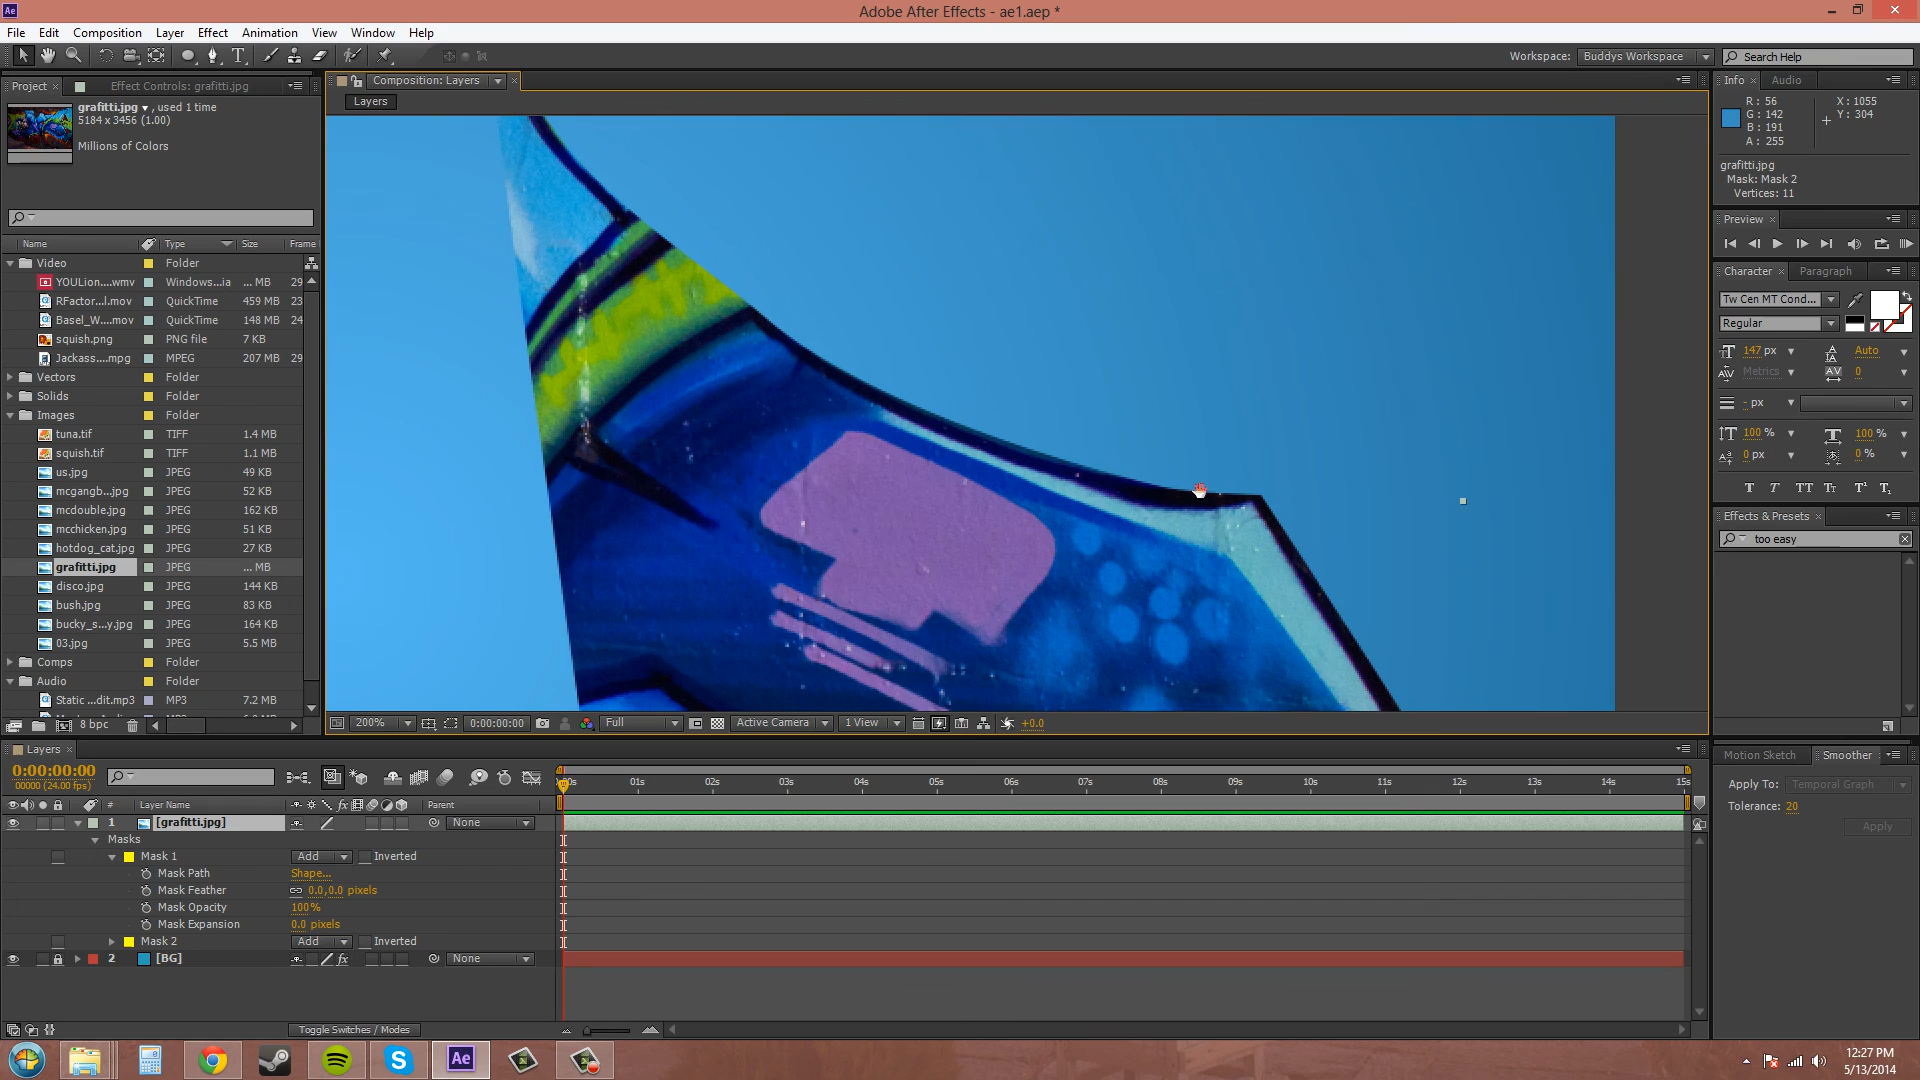 Adobe After Effects - ae1.aep *
File Edit Composition Layer Effect Animation View Window Help
Workspace: Buddys Workspace
Search Help
Project Effect Controls: grafitti.jpg
grafitti.jpg , used 1 time
5184 x 3456 (1.00)
Millions of Colors
Name Type Size Frame
Video Folder
YOULion....wmv Windows...ia ... MB 29
RFactor...l.mov QuickTime 459 MB 23
Basel_W....mov QuickTime 148 MB 24
squish.png PNG file 7 KB
Jackass....mpg MPEG 207 MB 29
Vectors Folder
Solids Folder
Images Folder
tuna.tif TIFF 1.4 MB
squish.tif TIFF 1.1 MB
us.jpg JPEG 49 KB
mcgangb...jpg JPEG 52 KB
mcdouble.jpg JPEG 162 KB
mcchicken.jpg JPEG 51 KB
hotdog_cat.jpg JPEG 27 KB
grafitti.jpg JPEG ... MB
disco.jpg JPEG 144 KB
bush.jpg JPEG 83 KB
bucky_s...y.jpg JPEG 164 KB
03.jpg JPEG 5.5 MB
Comps Folder
Audio Folder
Static ...dit.mp3 MP3 7.2 MB
8 bpc
Composition: Layers
Layers
200% 0:00:00:00 Full Active Camera 1 View +0.0
Info Audio
R : 56 X : 1055
G : 142 Y : 304
B : 191
A : 255
grafitti.jpg
Mask: Mask 2
Vertices: 11
Preview
Character Paragraph
Tw Cen MT Cond...
Regular
147 px Auto
Metrics 0
- px
100 % 100 %
0 px 0 %
T T TT Tt T¹ T₁
Effects & Presets
too easy
Motion Sketch Smoother
Apply To: Temporal Graph
Tolerance: 20
Apply
Layers
0:00:00:00
00000 (24.00 fps)
01s 02s 03s 04s 05s 06s 07s 08s 09s 10s 11s 12s 13s 14s 15s
# Layer Name fx Parent
1 [grafitti.jpg] None
Masks
Mask 1 Add Inverted
Mask Path Shape...
Mask Feather 0.0,0.0 pixels
Mask Opacity 100%
Mask Expansion 0.0 pixels
Mask 2 Add Inverted
2 [BG] fx None
Toggle Switches / Modes
Ae
12:27 PM
5/13/2014